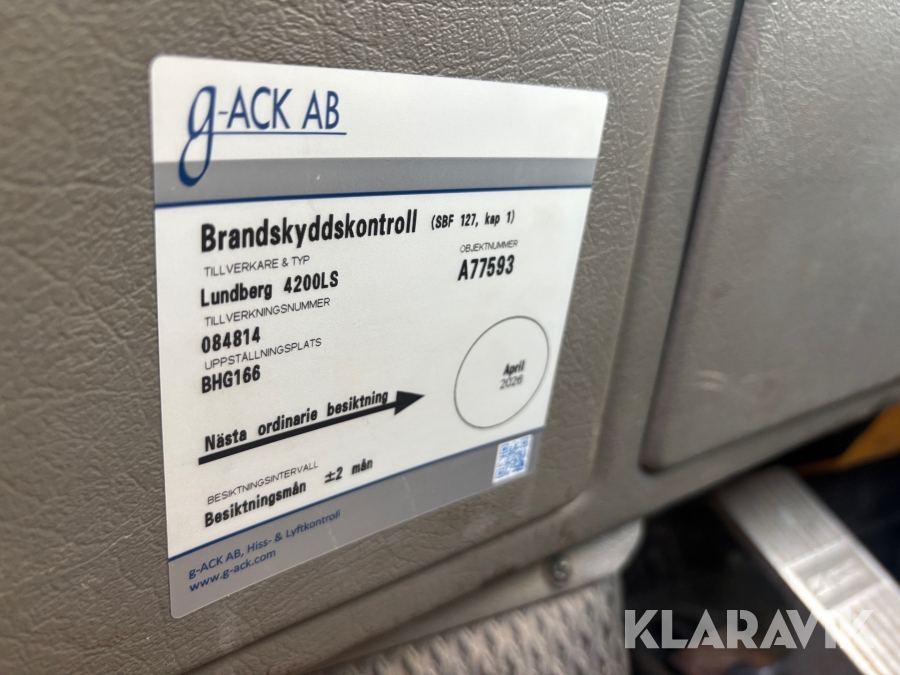 g-ACK AB
Brandskyddskontroll (SBF 127, kap 1)
TILLVERKARE & TYP
Lundberg 4200LS
OBJEKTNUMMER
A77593
TILLVERKNINGSNUMMER
084814
UPPSTÄLLNINGSPLATS
BHG166
Nästa ordinarie besiktning
April
2026
BESIKTNINGSINTERVALL
Besiktningsmån ±2 mån
g-ACK AB, Hiss- & Lyftkontroll
www.g-ack.com
KLARAVIK